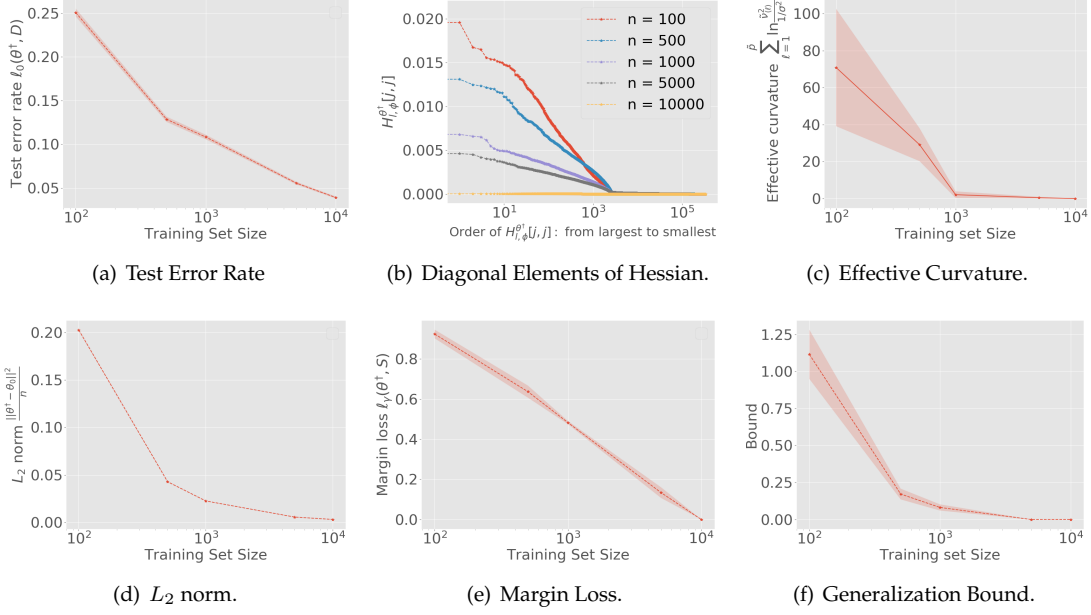 0.25
0.20
0.15
0.10
0.05
10²
10³
10⁴
Test error rate ℓ₀(θ†, D)
Training Set Size
(a) Test Error Rate
0.020
0.015
0.010
0.005
0.000
10¹
10³
10⁵
n = 100
n = 500
n = 1000
n = 5000
n = 10000
H^{θ†}_{l,ϕ}[j, j]
Order of H^{θ†}_{l,ϕ}[j, j]: from largest to smallest
(b) Diagonal Elements of Hessian.
100
80
60
40
20
0
10²
10³
10⁴
Effective curvature
Training set Size
(c) Effective Curvature.
0.20
0.15
0.10
0.05
0.00
10²
10³
10⁴
L₂ norm ||θ† − θ₀||²/n
Training Set Size
(d) L₂ norm.
0.8
0.6
0.4
0.2
0.0
10²
10³
10⁴
Margin loss ℓ_γ(θ†, S)
Training Set Size
(e) Margin Loss.
1.25
1.00
0.75
0.50
0.25
0.00
10²
10³
10⁴
Bound
Training set Size
(f) Generalization Bound.